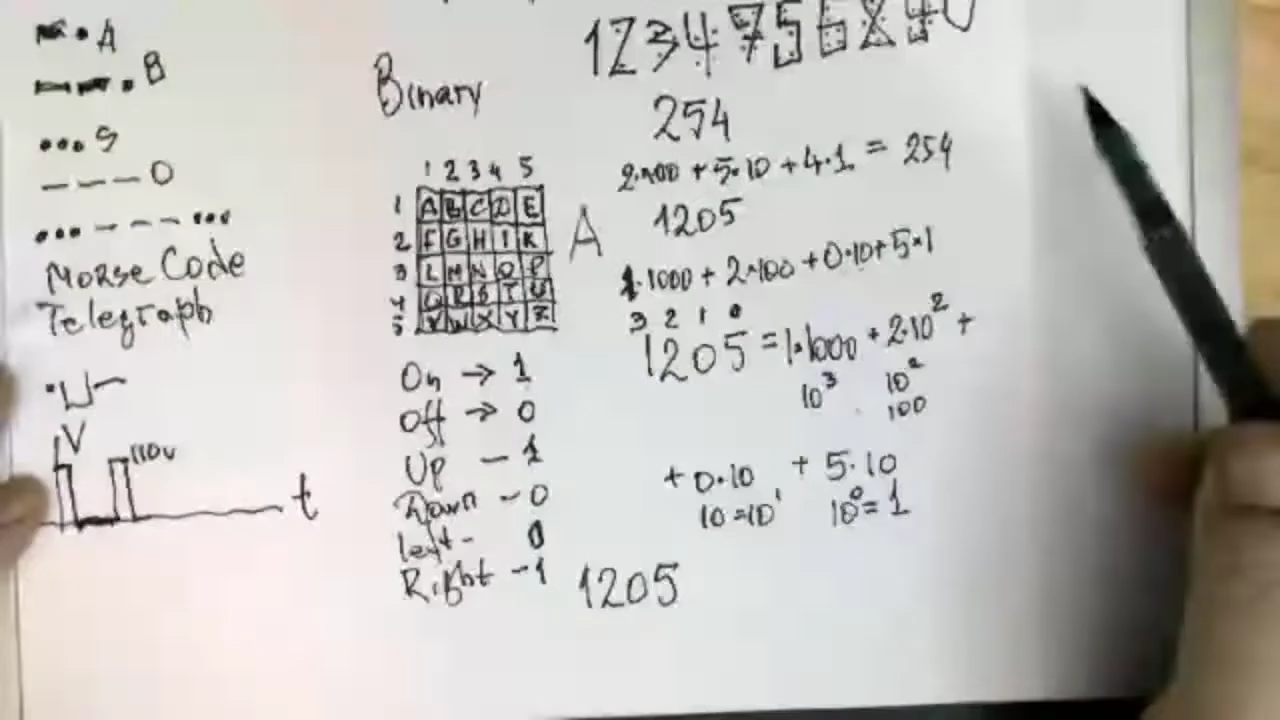 ▬ • A
▬ ▬ • B
••• S
— — — O
••• — — — •••
Morse Code
Telegraph
V
110v
t
Binary
1 2 3 4 5
1 A B C D E
2 F G H I K
3 L M N O P
4 Q R S T U
5 V W X Y Z
A
On → 1
Off → 0
Up — 1
Down — 0
left - 0
Right — 1
1234756890
254
2·100 + 5·10 + 4·1 = 254
1205
1·1000 + 2·100 + 0·10 + 5·1
3 2 1 0
1205 = 1·1000 + 2·10² +
10³ 10²
100
+ 0·10 + 5·10
10=10¹ 10⁰=1
1205